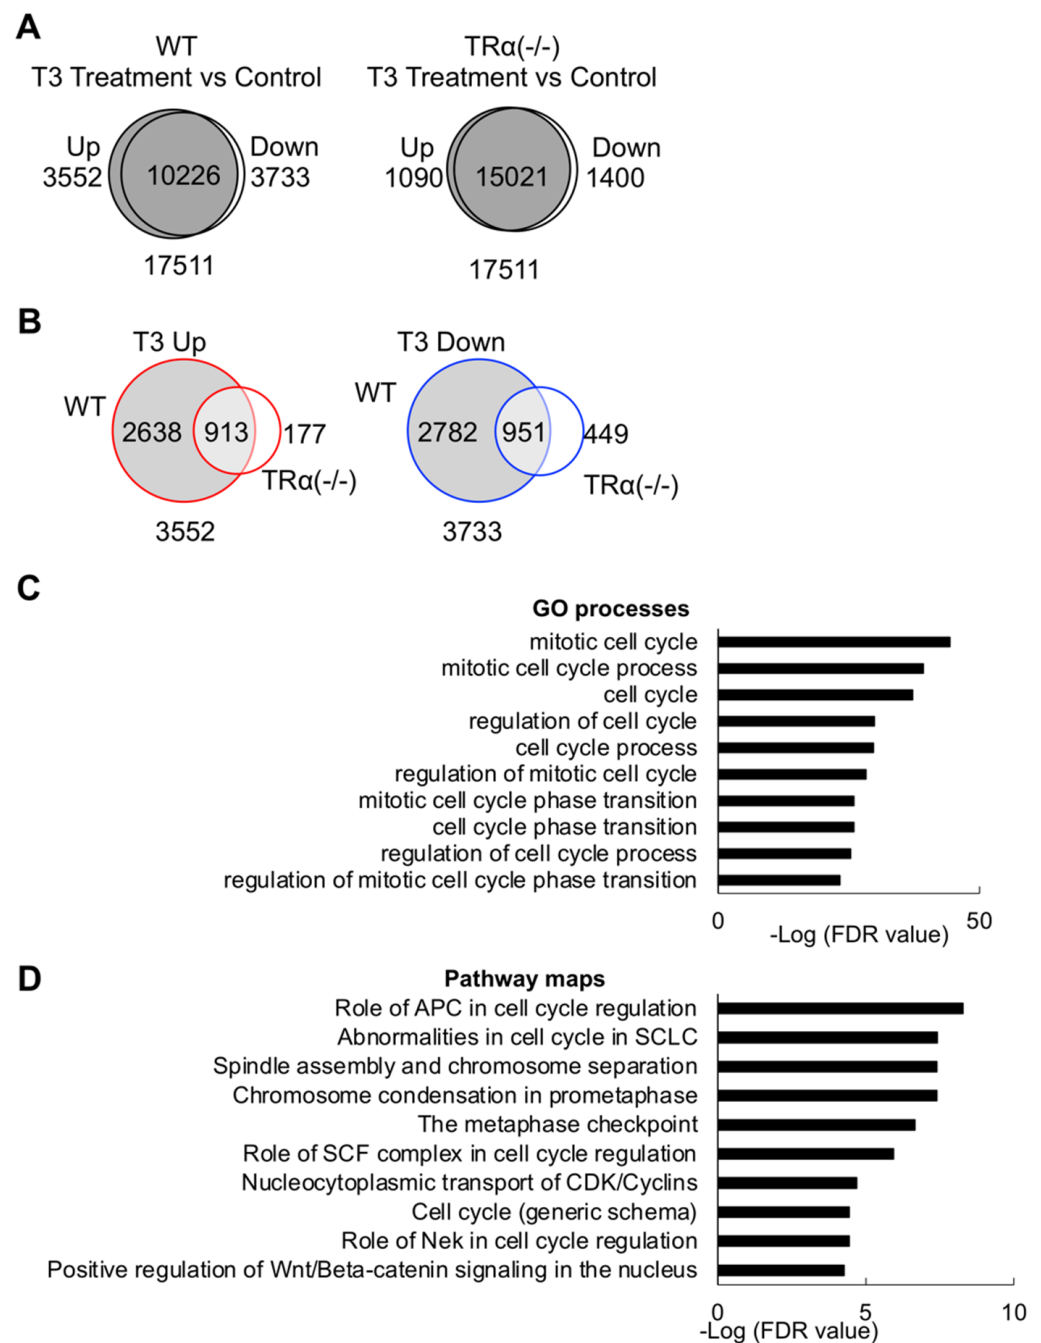 A
WT
T3 Treatment vs Control
Up
3552
10226
Down
3733
17511
TRα(-/-)
T3 Treatment vs Control
Up
1090
15021
Down
1400
17511
B
T3 Up
WT
2638
913
177
TRα(-/-)
3552
T3 Down
WT
2782
951
449
TRα(-/-)
3733
C
GO processes
mitotic cell cycle
mitotic cell cycle process
cell cycle
regulation of cell cycle
cell cycle process
regulation of mitotic cell cycle
mitotic cell cycle phase transition
cell cycle phase transition
regulation of cell cycle process
regulation of mitotic cell cycle phase transition
0 50
-Log (FDR value)
D
Pathway maps
Role of APC in cell cycle regulation
Abnormalities in cell cycle in SCLC
Spindle assembly and chromosome separation
Chromosome condensation in prometaphase
The metaphase checkpoint
Role of SCF complex in cell cycle regulation
Nucleocytoplasmic transport of CDK/Cyclins
Cell cycle (generic schema)
Role of Nek in cell cycle regulation
Positive regulation of Wnt/Beta-catenin signaling in the nucleus
0 5 10
-Log (FDR value)